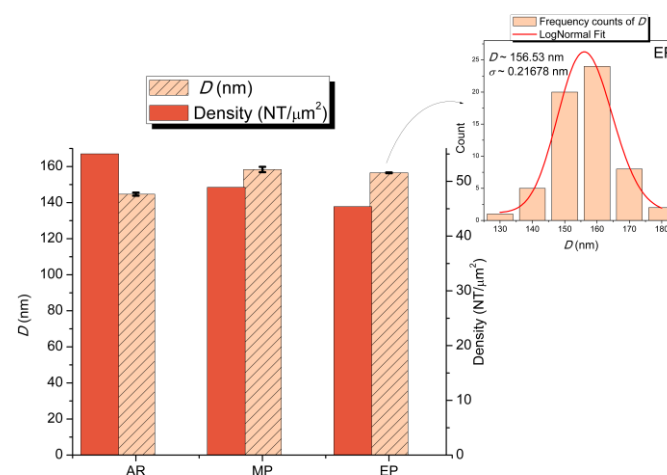 Frequency counts of D
LogNormal Fit
D ~ 156.53 nm
σ ~ 0.21678 nm
EP
25
20
15
10
5
0
Count
130 140 150 160 170 180
D (nm)
D (nm)
Density (NT/μm²)
160
140
120
100
80
60
40
20
0
D (nm)
50
40
30
20
10
0
Density (NT/μm²)
AR MP EP